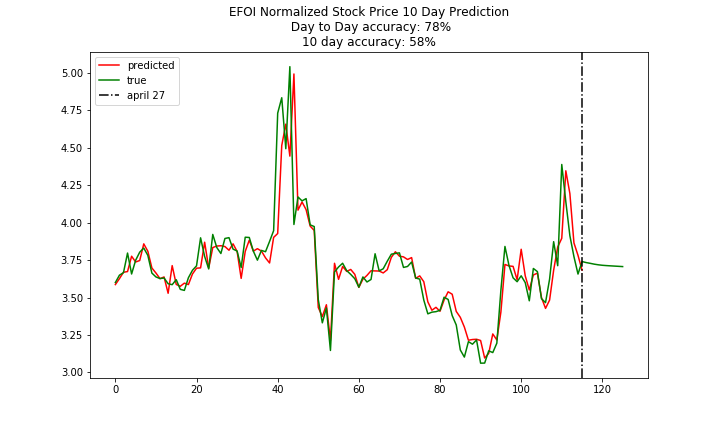 EFOI Normalized Stock Price 10 Day Prediction
Day to Day accuracy: 78%
10 day accuracy: 58%
predicted
true
april 27
5.00
4.75
4.50
4.25
4.00
3.75
3.50
3.25
3.00
0 20 40 60 80 100 120